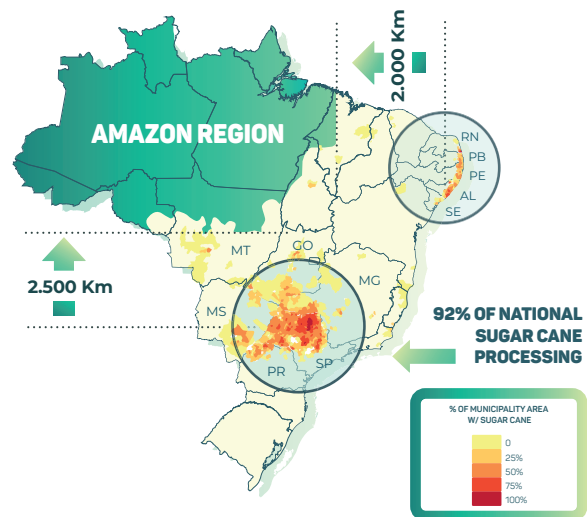 2.000 Km
AMAZON REGION
RN
PB
PE
AL
SE
MT
GO
2.500 Km
MG
MS
92% OF NATIONAL
SUGAR CANE
PROCESSING
SP
PR
% OF MUNICIPALITY AREA
W/ SUGAR CANE
0
25%
50%
75%
100%